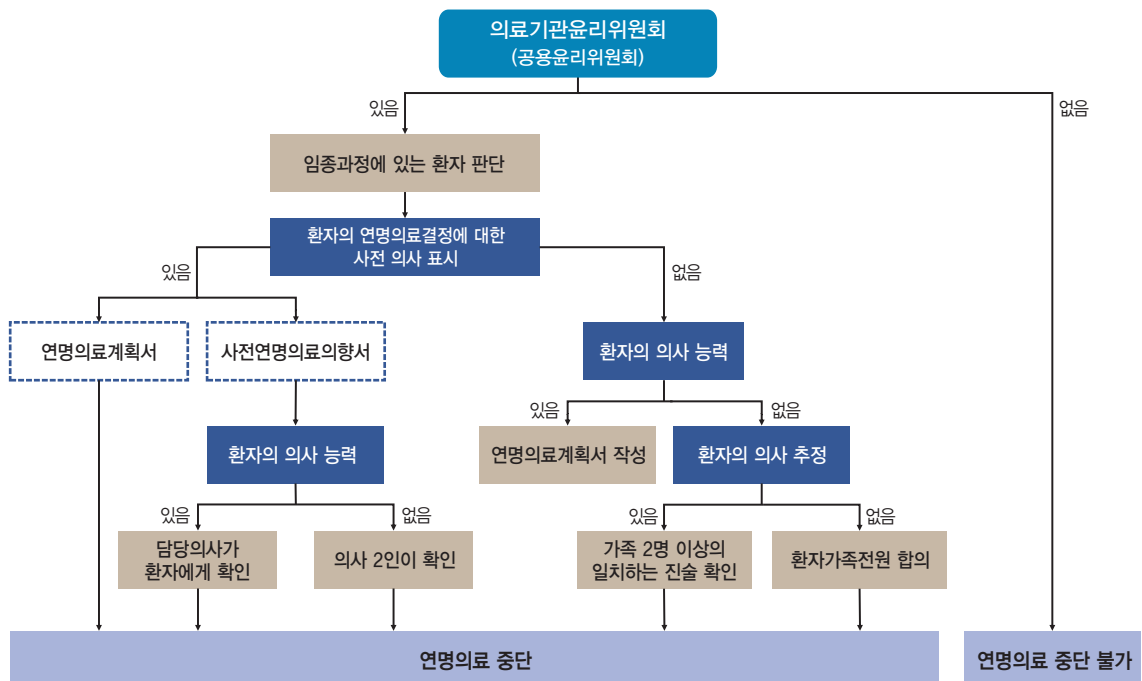 의료기관윤리위원회
(공용윤리위원회)
있음
없음
임종과정에 있는 환자 판단
환자의 연명의료결정에 대한
사전 의사 표시
있음
없음
연명의료계획서
사전연명의료의향서
환자의 의사 능력
있음
없음
환자의 의사 능력
연명의료계획서 작성
환자의 의사 추정
있음
없음
있음
없음
담당의사가
환자에게 확인
의사 2인이 확인
가족 2명 이상의
일치하는 진술 확인
환자가족전원 합의
연명의료 중단
연명의료 중단 불가